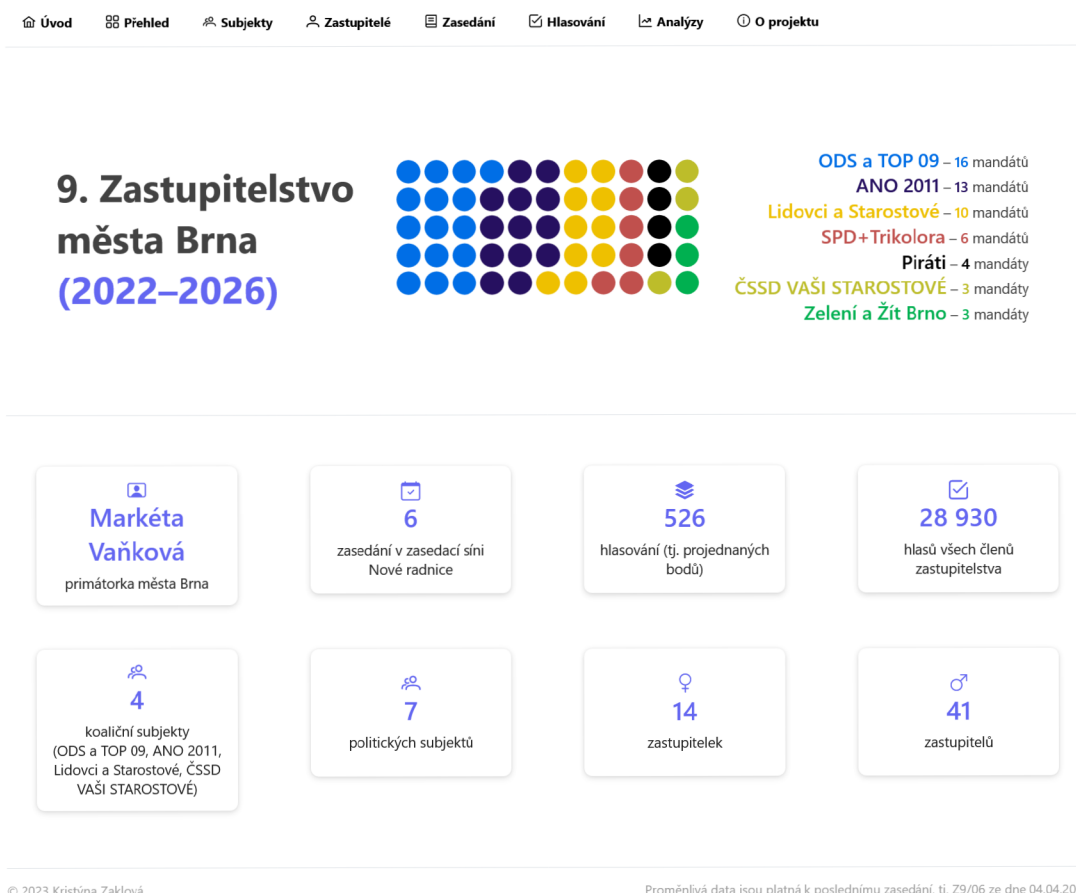 Úvod Přehled Subjekty Zastupitelé Zasedání Hlasování Analýzy O projektu
9. Zastupitelstvo
města Brna
(2022–2026)
ODS a TOP 09 – 16 mandátů
ANO 2011 – 13 mandátů
Lidovci a Starostové – 10 mandátů
SPD+Trikolora – 6 mandátů
Piráti – 4 mandáty
ČSSD VAŠI STAROSTOVÉ – 3 mandáty
Zelení a Žít Brno – 3 mandáty
Markéta
Vaňková
primátorka města Brna
6
zasedání v zasedací síni
Nové radnice
526
hlasování (tj. projednaných
bodů)
28 930
hlasů všech členů
zastupitelstva
4
koaliční subjekty
(ODS a TOP 09, ANO 2011,
Lidovci a Starostové, ČSSD
VAŠI STAROSTOVÉ)
7
politických subjektů
14
zastupitelek
41
zastupitelů
© 2023 Kristýna Zaklová
Proměnlivá data jsou platná k poslednímu zasedání, tj. Z9/06 ze dne 04.04.20